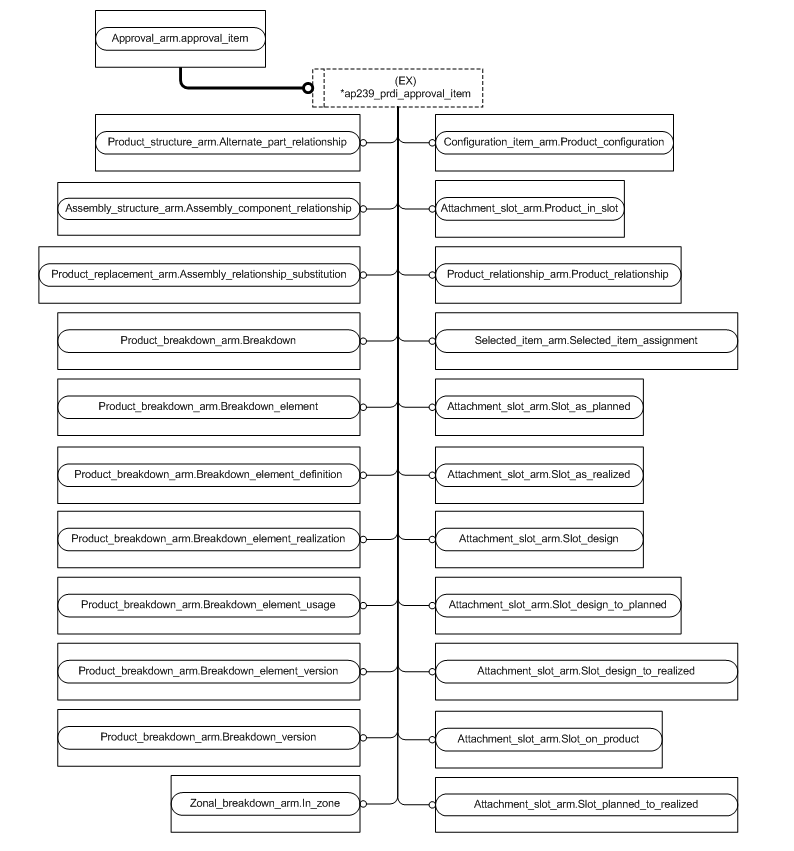 Approval_arm.approval_item
(EX)
*ap239_prdi_approval_item
Product_structure_arm.Alternate_part_relationship
Configuration_item_arm.Product_configuration
Assembly_structure_arm.Assembly_component_relationship
Attachment_slot_arm.Product_in_slot
Product_replacement_arm.Assembly_relationship_substitution
Product_relationship_arm.Product_relationship
Product_breakdown_arm.Breakdown
Selected_item_arm.Selected_item_assignment
Product_breakdown_arm.Breakdown_element
Attachment_slot_arm.Slot_as_planned
Product_breakdown_arm.Breakdown_element_definition
Attachment_slot_arm.Slot_as_realized
Product_breakdown_arm.Breakdown_element_realization
Attachment_slot_arm.Slot_design
Product_breakdown_arm.Breakdown_element_usage
Attachment_slot_arm.Slot_design_to_planned
Product_breakdown_arm.Breakdown_element_version
Attachment_slot_arm.Slot_design_to_realized
Product_breakdown_arm.Breakdown_version
Attachment_slot_arm.Slot_on_product
Zonal_breakdown_arm.In_zone
Attachment_slot_arm.Slot_planned_to_realized